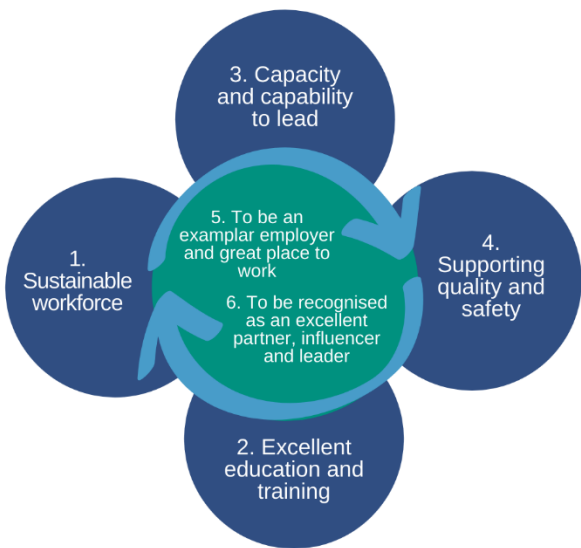 3. Capacity
and capability
to lead
1.
Sustainable
workforce
5. To be an
examplar employer
and great place to
work
6. To be recognised
as an excellent
partner, influencer
and leader
4.
Supporting
quality and
safety
2. Excellent
education and
training